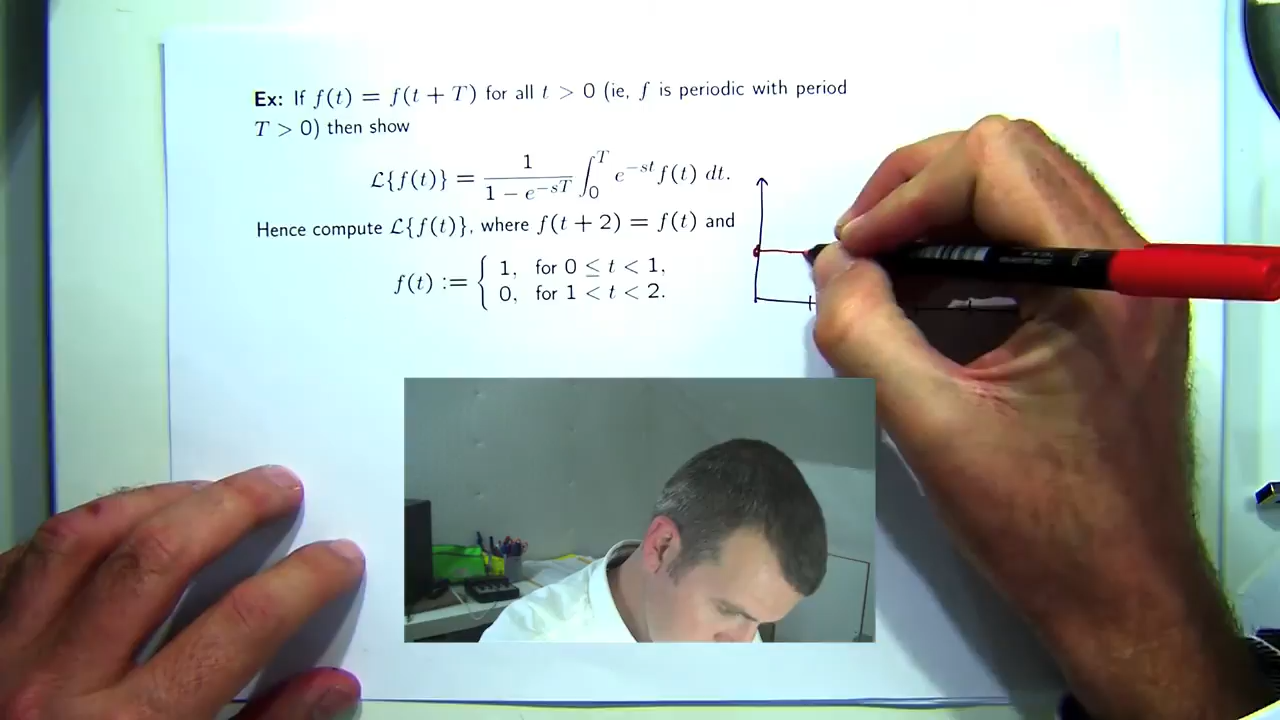 Ex: If f(t) = f(t + T) for all t > 0 (ie, f is periodic with period
T > 0) then show
ℒ{f(t)} = \frac{1}{1 − e^{−sT}} ∫_0^T e^{−st} f(t) dt.
Hence compute ℒ{f(t)}, where f(t + 2) = f(t) and
f(t) := { 1, for 0 ≤ t < 1,
0, for 1 < t < 2.